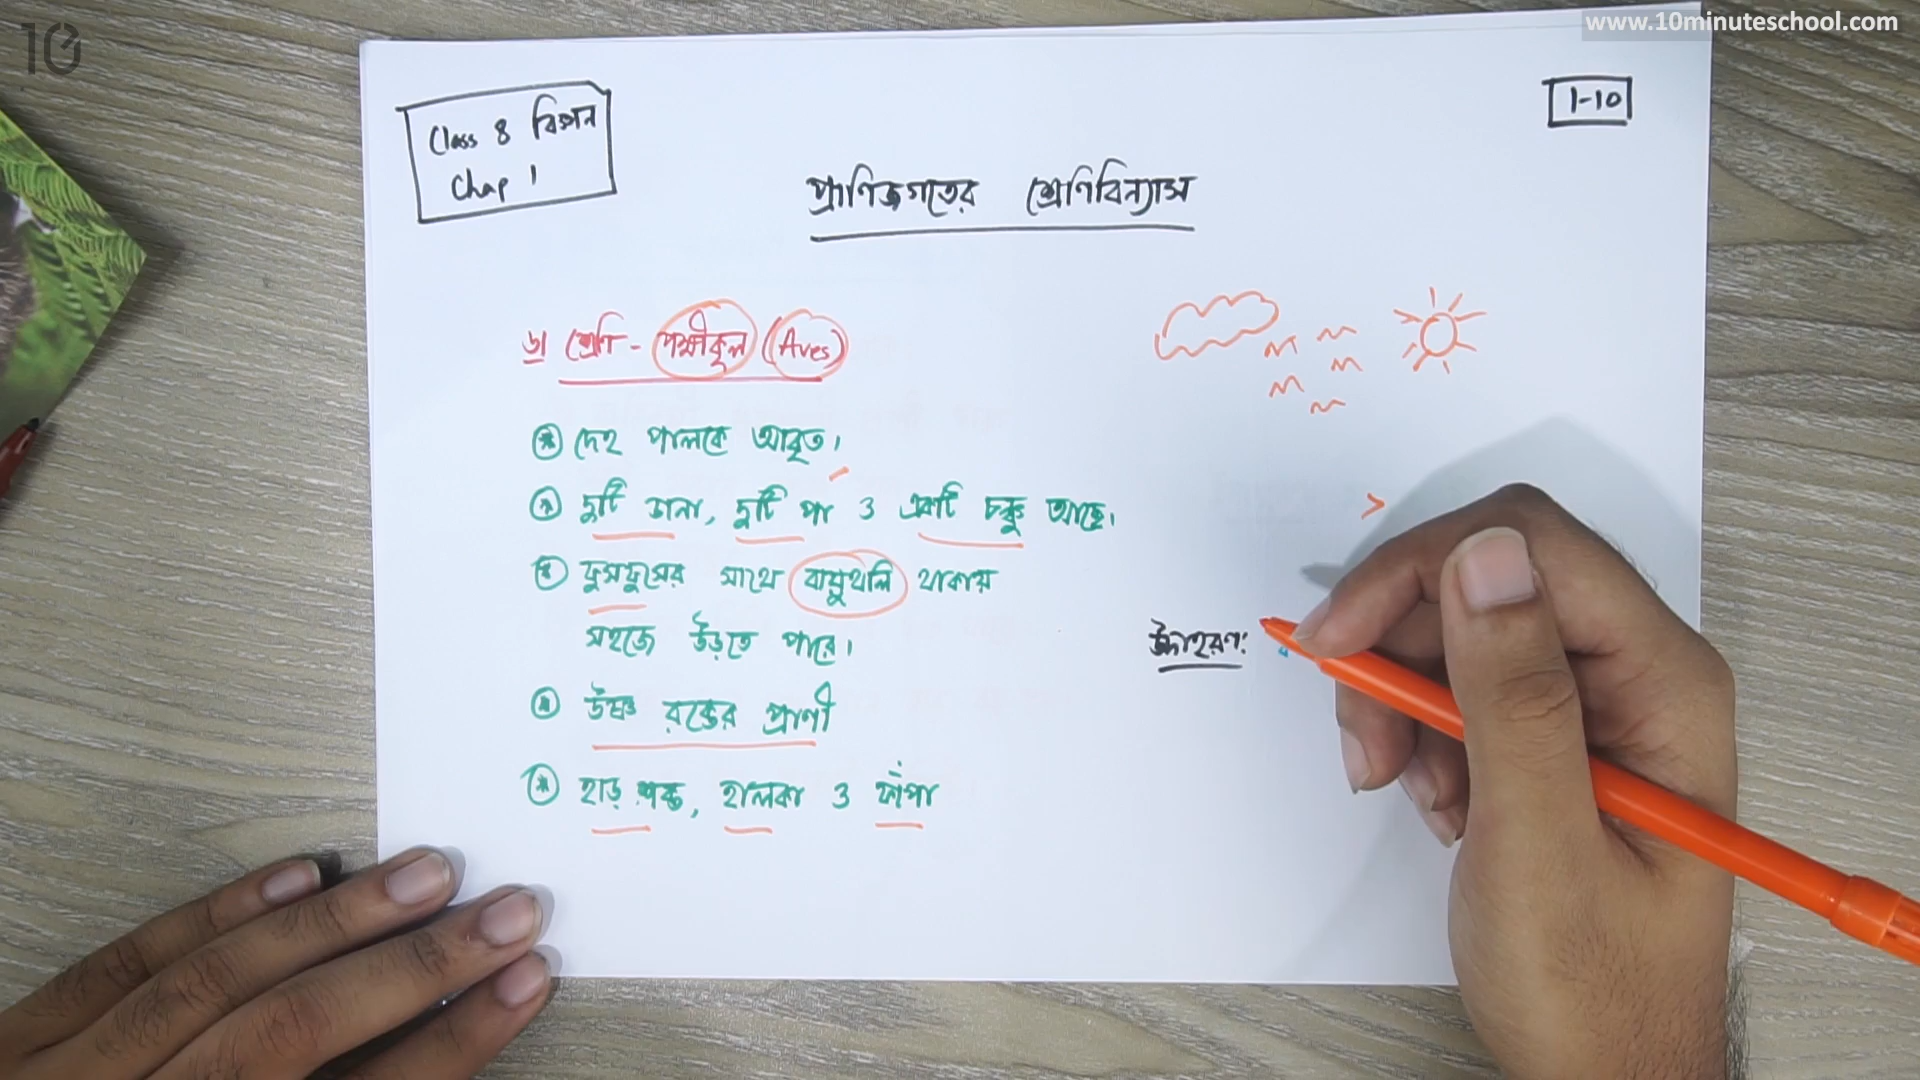 10
www.10minuteschool.com
Class 8 বিজ্ঞান
Chap 1
1-10
প্রাণিজগতের শ্রেণিবিন্যাস
ঙা শ্রেণি - পক্ষীকূল (Aves)
দেহ পালকে আবৃত।
দুটি ডানা, দুটি পা ও একটি চঞ্চু আছে।
ফুসফুসের সাথে বায়ুথলি থাকায়
সহজে উড়তে পারে।
উষ্ণ রক্তের প্রাণী
হাড় শক্ত, হালকা ও ফাঁপা
উদাহরণ: